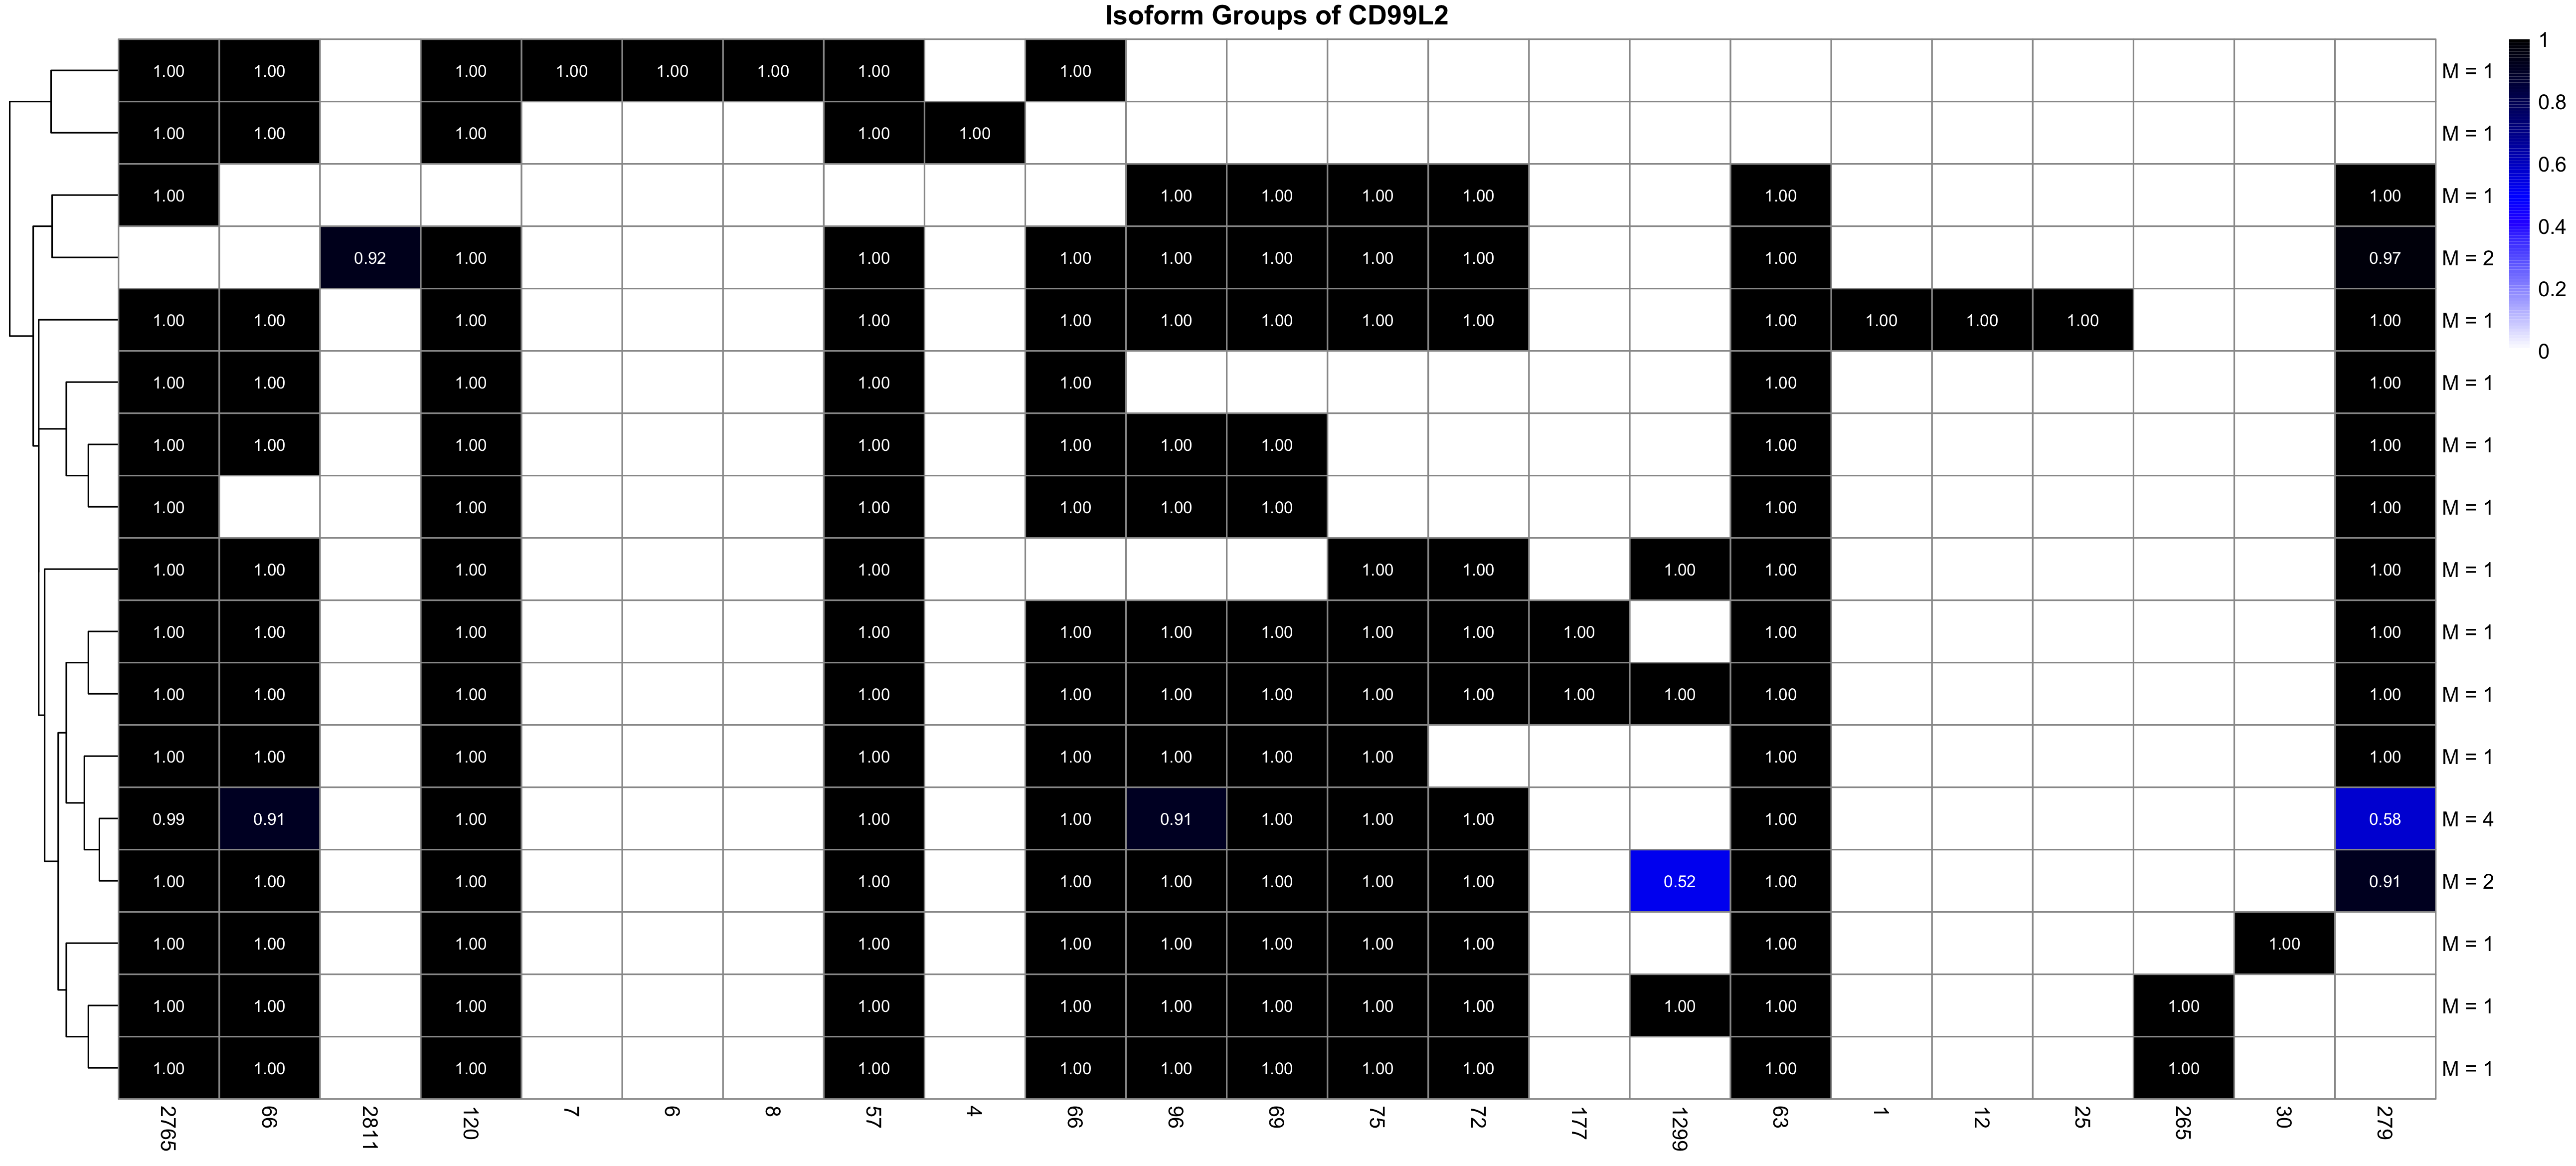 Isoform Groups of CD99L2
1.00 1.00 1.00 1.00 1.00 1.00 1.00 1.00 M = 1
1.00 1.00 1.00 1.00 1.00 M = 1
1.00 1.00 1.00 1.00 1.00 1.00 1.00 M = 1
0.92 1.00 1.00 1.00 1.00 1.00 1.00 1.00 1.00 0.97 M = 2
1.00 1.00 1.00 1.00 1.00 1.00 1.00 1.00 1.00 1.00 1.00 1.00 1.00 1.00 M = 1
1.00 1.00 1.00 1.00 1.00 1.00 1.00 M = 1
1.00 1.00 1.00 1.00 1.00 1.00 1.00 1.00 1.00 M = 1
1.00 1.00 1.00 1.00 1.00 1.00 1.00 1.00 M = 1
1.00 1.00 1.00 1.00 1.00 1.00 1.00 1.00 1.00 M = 1
1.00 1.00 1.00 1.00 1.00 1.00 1.00 1.00 1.00 1.00 1.00 1.00 M = 1
1.00 1.00 1.00 1.00 1.00 1.00 1.00 1.00 1.00 1.00 1.00 1.00 1.00 M = 1
1.00 1.00 1.00 1.00 1.00 1.00 1.00 1.00 1.00 1.00 M = 1
0.99 0.91 1.00 1.00 1.00 0.91 1.00 1.00 1.00 1.00 0.58 M = 4
1.00 1.00 1.00 1.00 1.00 1.00 1.00 1.00 1.00 0.52 1.00 0.91 M = 2
1.00 1.00 1.00 1.00 1.00 1.00 1.00 1.00 1.00 1.00 1.00 M = 1
1.00 1.00 1.00 1.00 1.00 1.00 1.00 1.00 1.00 1.00 1.00 1.00 M = 1
1.00 1.00 1.00 1.00 1.00 1.00 1.00 1.00 1.00 1.00 1.00 M = 1
2765 66 2811 120 7 6 8 57 4 66 96 69 75 72 177 1299 63 1 12 25 265 30 279
1
0.8
0.6
0.4
0.2
0